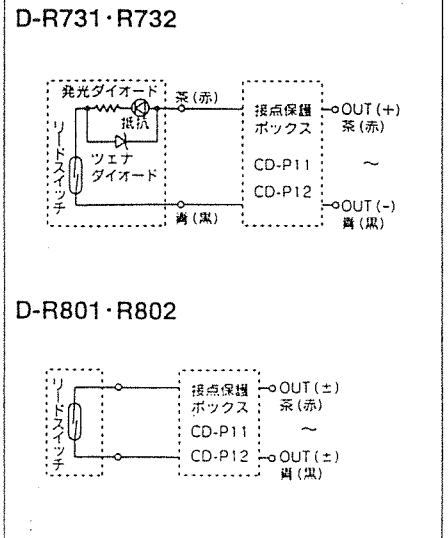 D-R731・R732
発光ダイオード
茶(赤)
抵抗
ツェナ
ダイオード
リードスイッチ
青(黒)
接点保護
ボックス
CD-P11
CD-P12
OUT(+)
茶(赤)
～
OUT(-)
青(黒)
D-R801・R802
リードスイッチ
接点保護
ボックス
CD-P11
CD-P12
OUT(±)
茶(赤)
～
OUT(±)
青(黒)